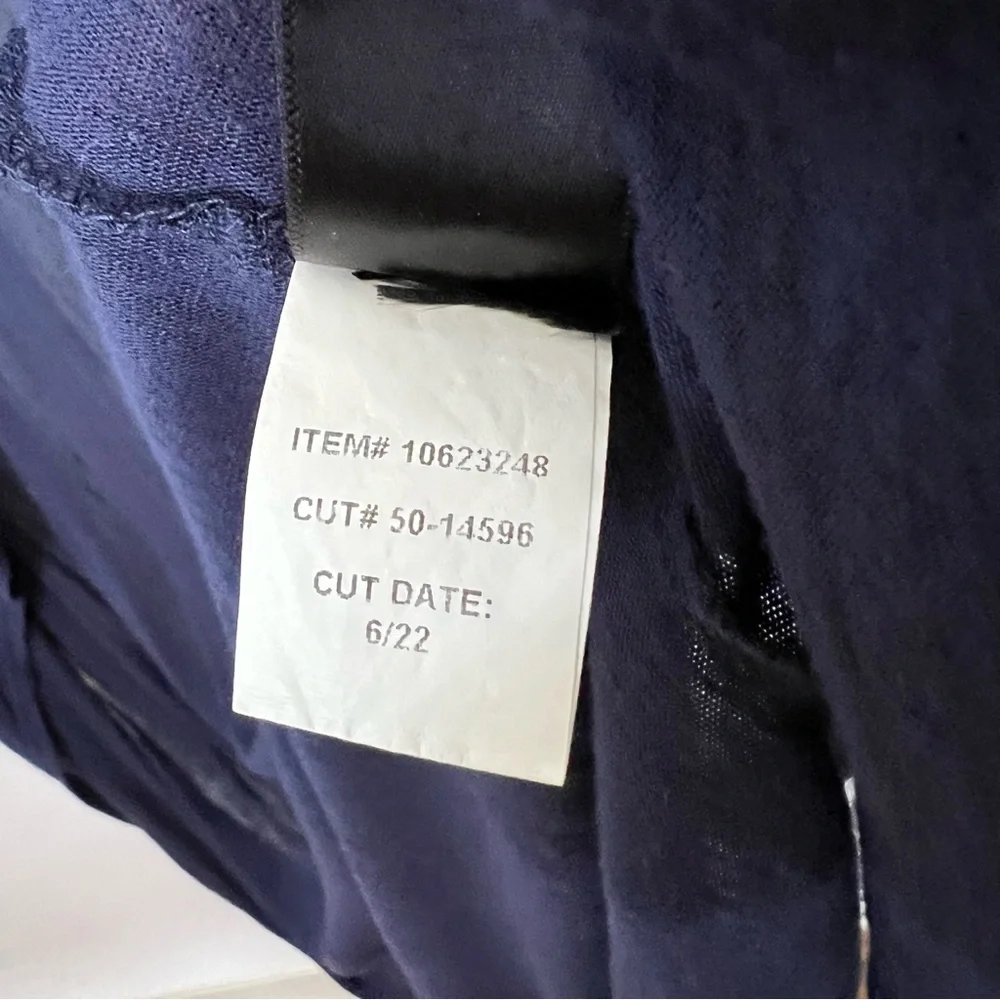 ITEM# 10623248
CUT# 50-14596
CUT DATE:
6/22